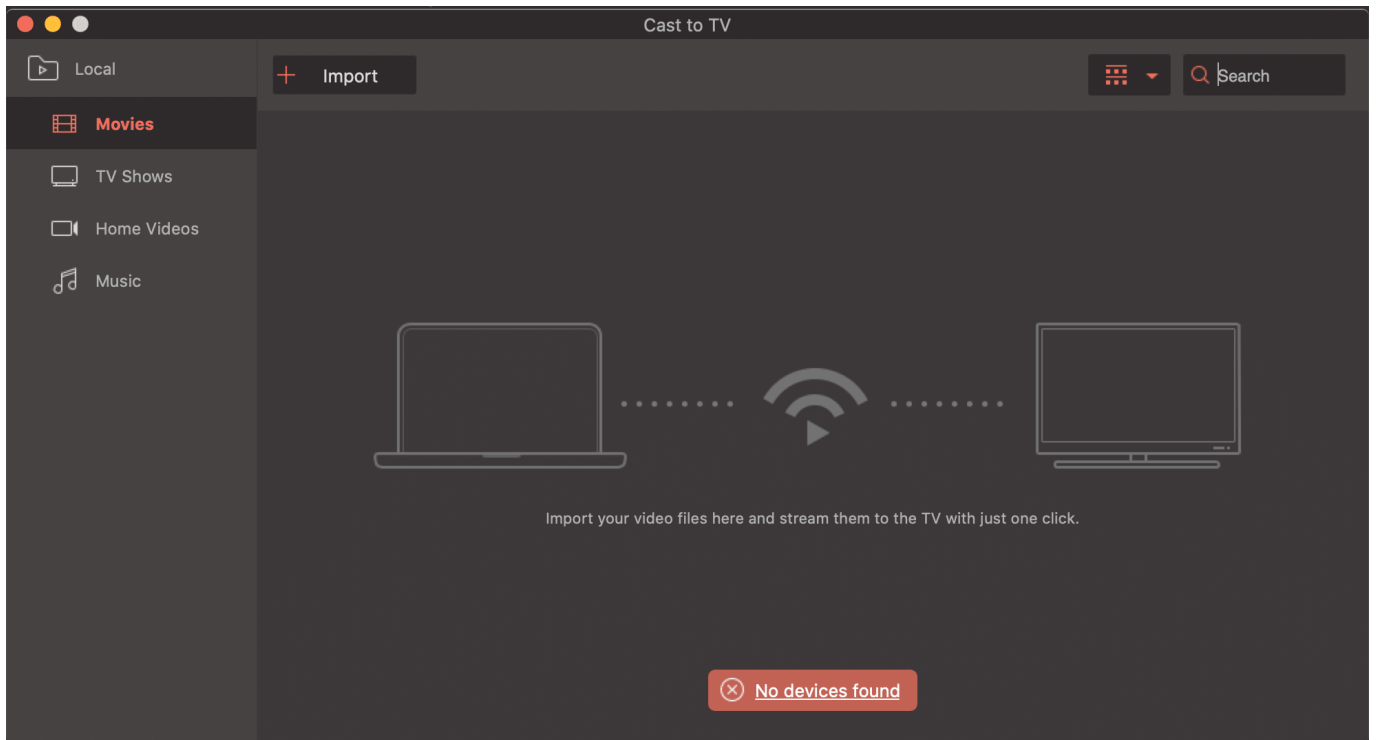 Cast to TV
Local
Import
Search
Movies
TV Shows
Home Videos
Music
Import your video files here and stream them to the TV with just one click.
No devices found